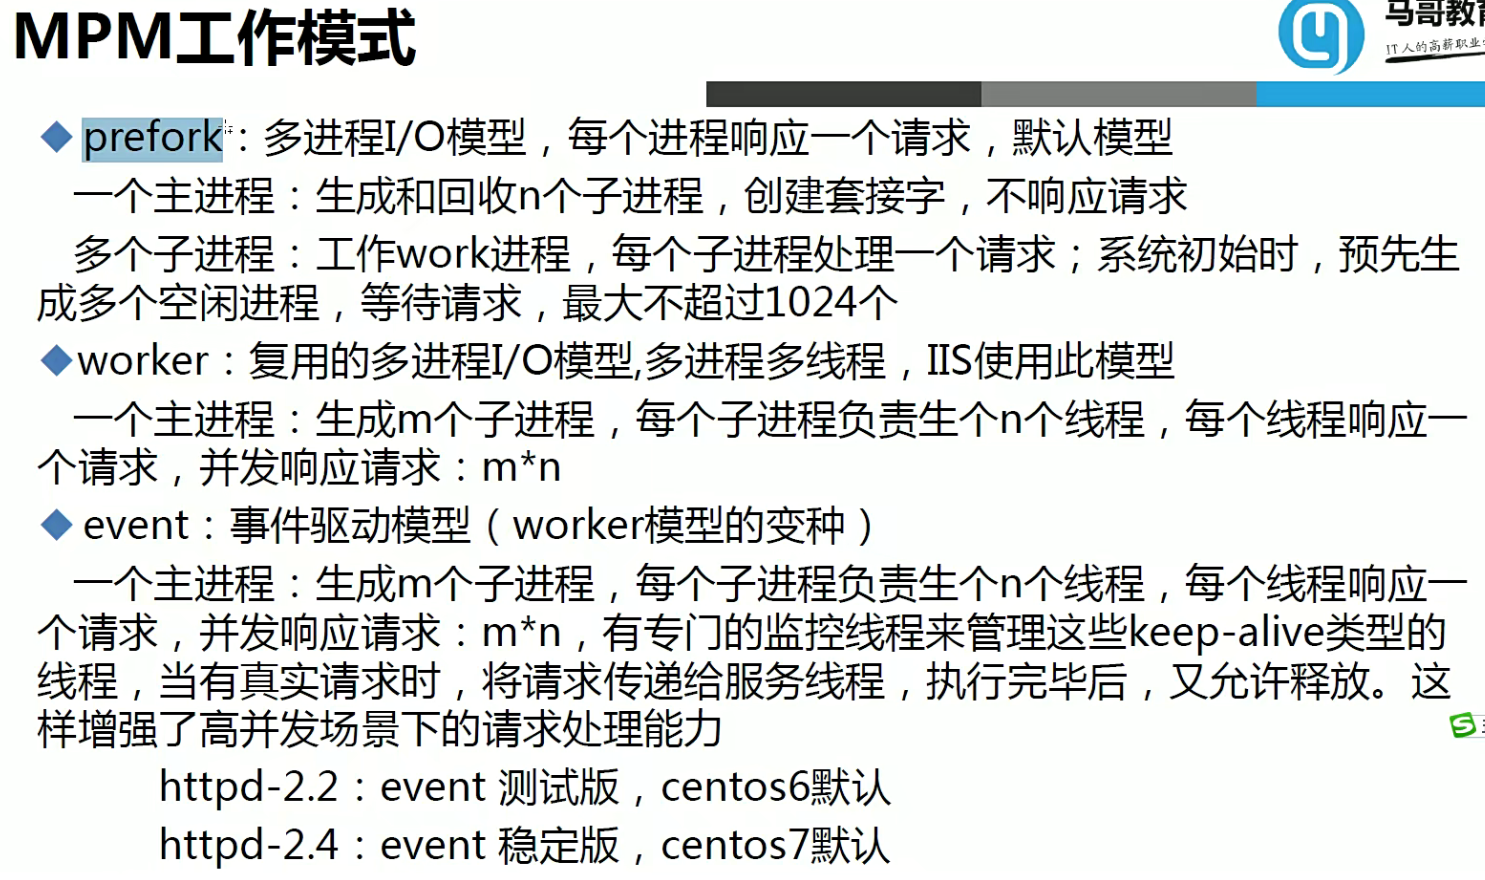 MPM工作模式
马哥教育
IT人的高薪职业
prefork：多进程I/O模型，每个进程响应一个请求，默认模型
一个主进程：生成和回收n个子进程，创建套接字，不响应请求
多个子进程：工作work进程，每个子进程处理一个请求；系统初始时，预先生
成多个空闲进程，等待请求，最大不超过1024个
worker：复用的多进程I/O模型,多进程多线程，IIS使用此模型
一个主进程：生成m个子进程，每个子进程负责生个n个线程，每个线程响应一
个请求，并发响应请求：m*n
event：事件驱动模型（worker模型的变种）
一个主进程：生成m个子进程，每个子进程负责生个n个线程，每个线程响应一
个请求，并发响应请求：m*n，有专门的监控线程来管理这些keep-alive类型的
线程，当有真实请求时，将请求传递给服务线程，执行完毕后，又允许释放。这
样增强了高并发场景下的请求处理能力
httpd-2.2：event 测试版，centos6默认
httpd-2.4：event 稳定版，centos7默认